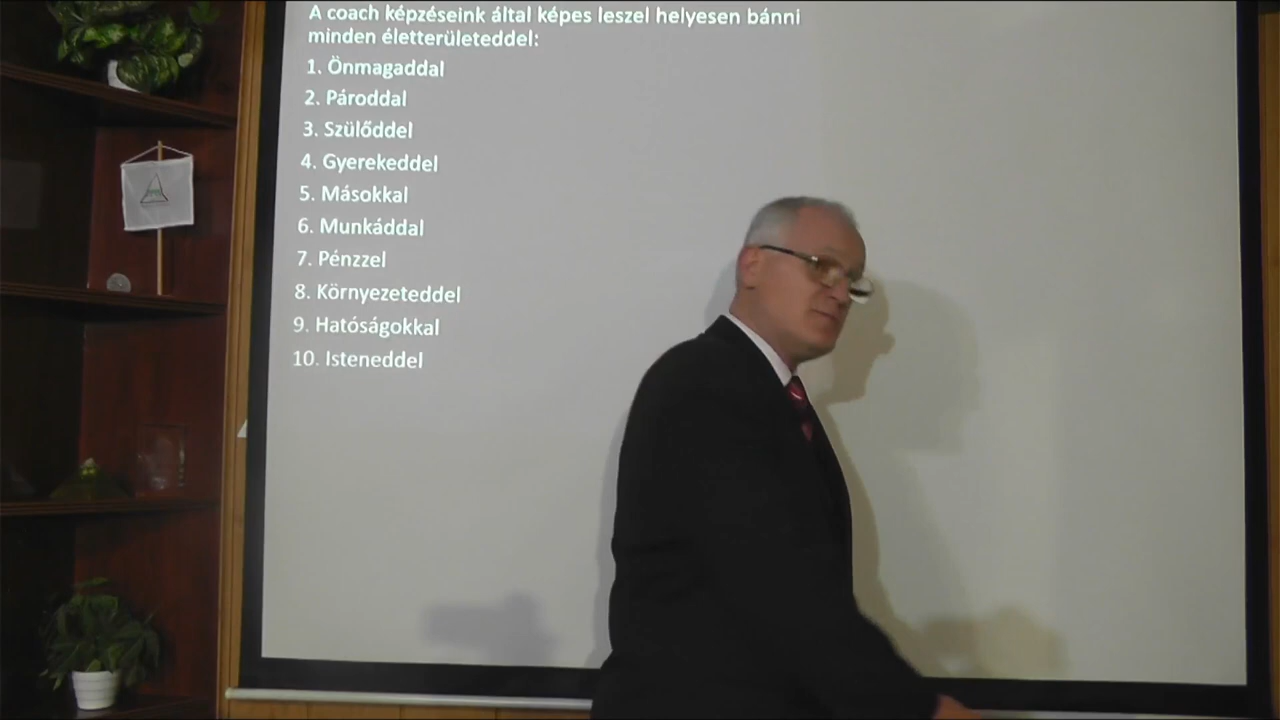 A coach képzéseink által képes leszel helyesen bánni
minden életterületeddel:
1. Önmagaddal
2. Pároddal
3. Szülőddel
4. Gyerekeddel
5. Másokkal
6. Munkáddal
7. Pénzzel
8. Környezeteddel
9. Hatóságokkal
10. Isteneddel